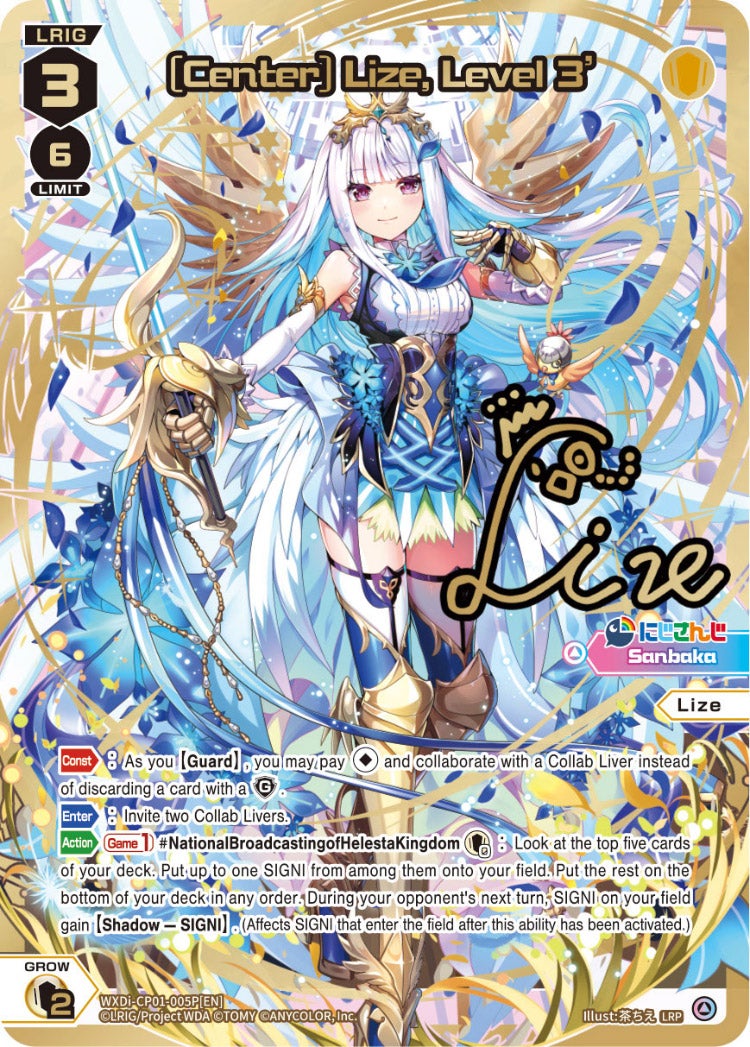 LRIG
3
6
LIMIT
[Center] Lize, Level 3’
Lize
にじさんじ
Sanbaka
Lize
Const : As you 【Guard】, you may pay and collaborate with a Collab Liver instead
of discarding a card with a G.
Enter : Invite two Collab Livers.
Action Game 1 #NationalBroadcastingofHelestaKingdom 0 : Look at the top five cards
of your deck. Put up to one SIGNI from among them onto your field. Put the rest on the
bottom of your deck in any order. During your opponent's next turn, SIGNI on your field
gain 【Shadow — SIGNI】. (Affects SIGNI that enter the field after this ability has been activated.)
GROW
2
WXDi-CP01-005P[EN]
©LRIG/Project WDA ©TOMY ©ANYCOLOR, Inc.
Illust:茶ちえ LRP